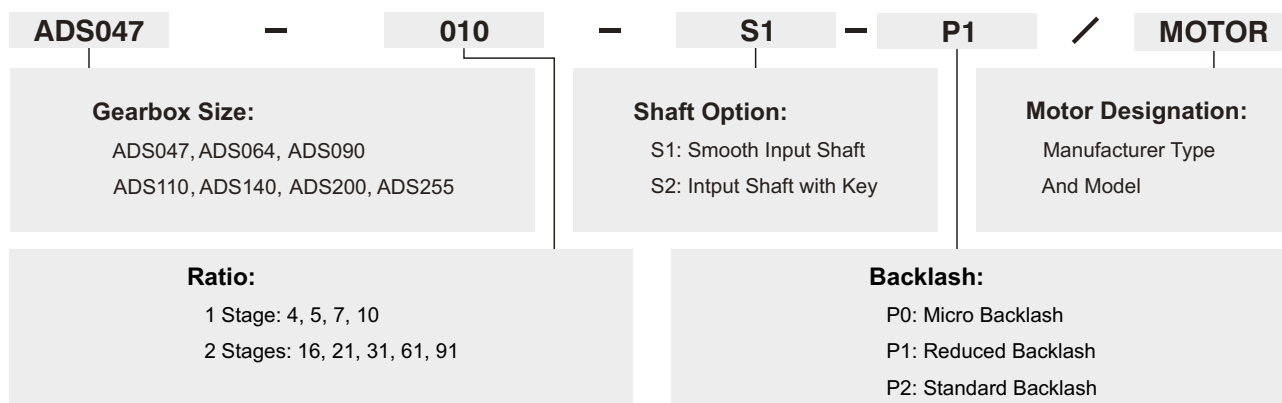 ADS047 – 010 – S1 – P1 / MOTOR
Gearbox Size:
ADS047, ADS064, ADS090
ADS110, ADS140, ADS200, ADS255
Shaft Option:
S1: Smooth Input Shaft
S2: Intput Shaft with Key
Motor Designation:
Manufacturer Type
And Model
Ratio:
1 Stage: 4, 5, 7, 10
2 Stages: 16, 21, 31, 61, 91
Backlash:
P0: Micro Backlash
P1: Reduced Backlash
P2: Standard Backlash